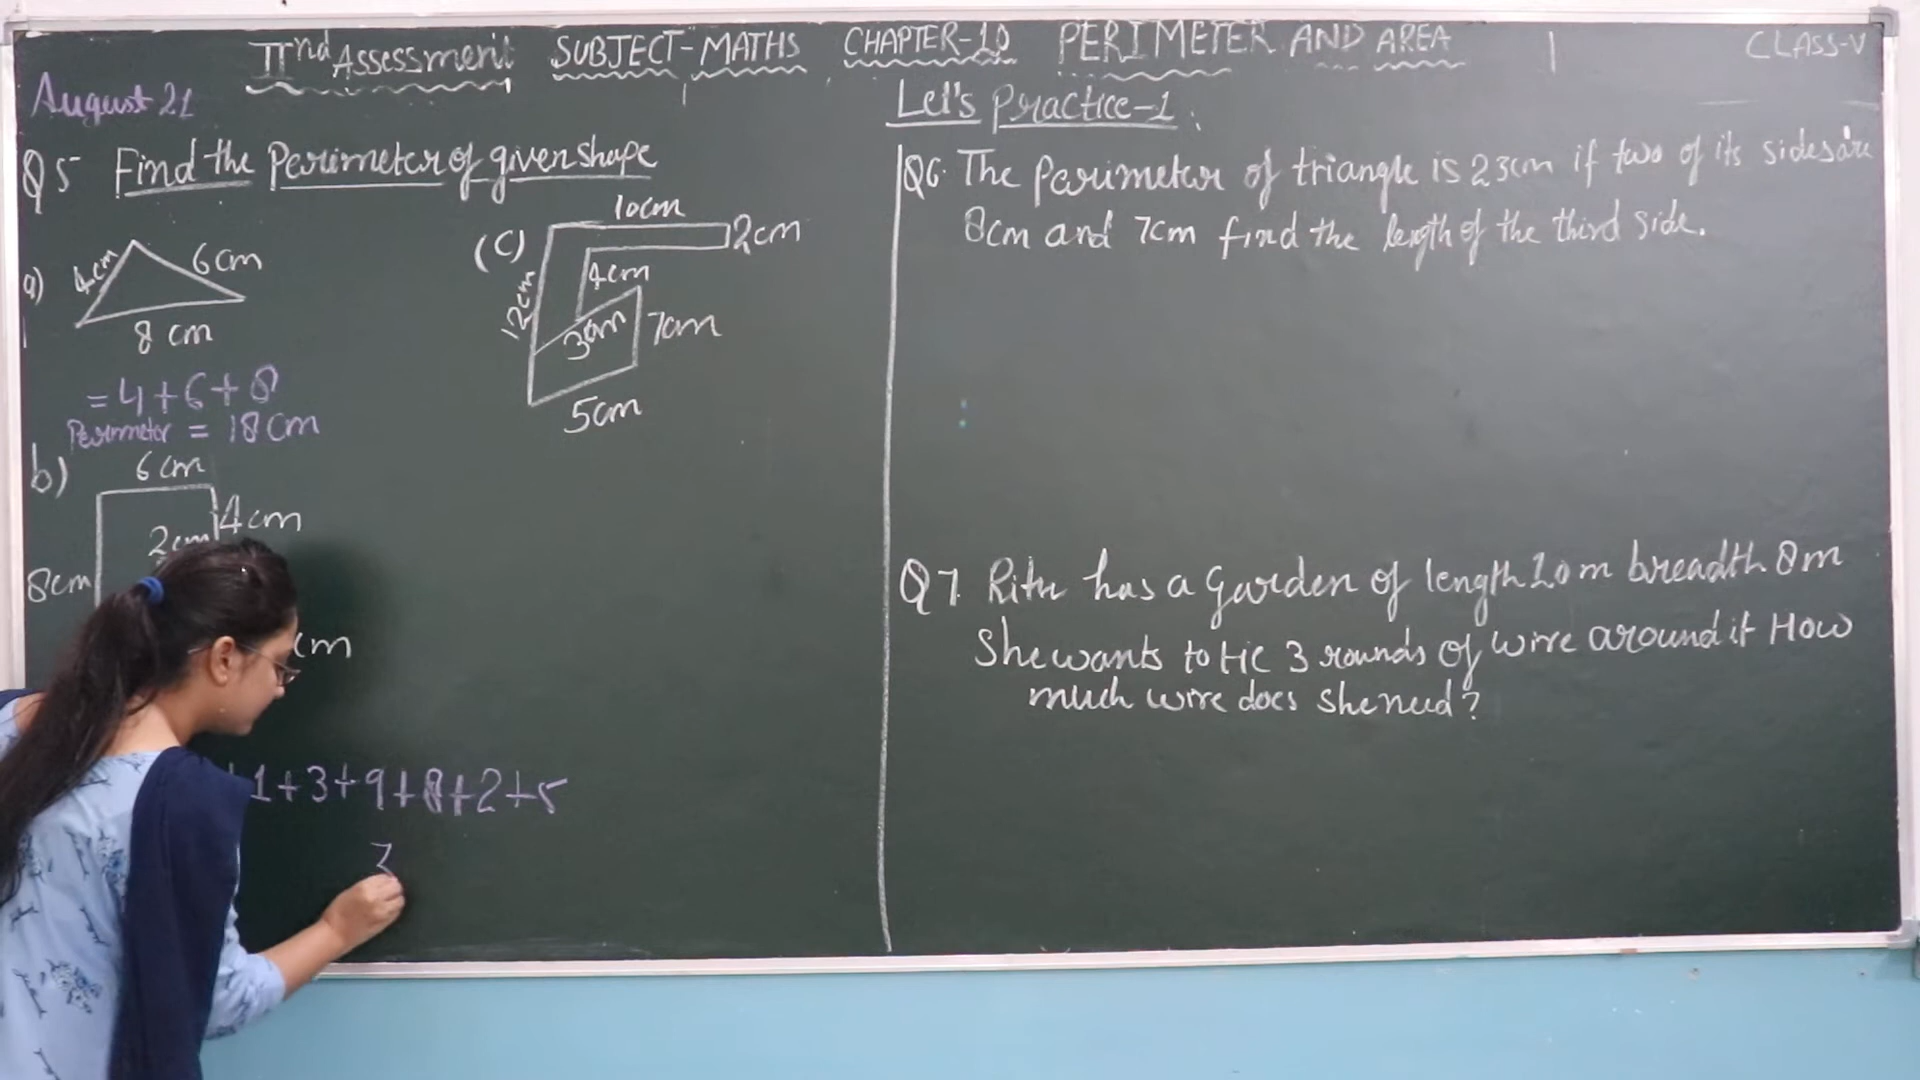 IInd Assessment SUBJECT-MATHS CHAPTER-10 PERIMETER AND AREA CLASS-V
August 21
Q5 Find the Perimeter of given shape
a)
4cm
6cm
8 cm
= 4+6+8
Perimeter = 18cm
b)
6 cm
4cm
2cm
8cm
cm
1+3+9+8+2+5
3
(C)
10cm
2cm
4cm
12cm
3cm
7cm
5cm
Let's Practice-1
Q6. The Perimeter of triangle is 23cm if two of its sides are
8cm and 7cm find the length of the third side.
Q7. Ritu has a Garden of length 10m breadth 8m
She wants to tie 3 rounds of wire around it How
much wire does she need?